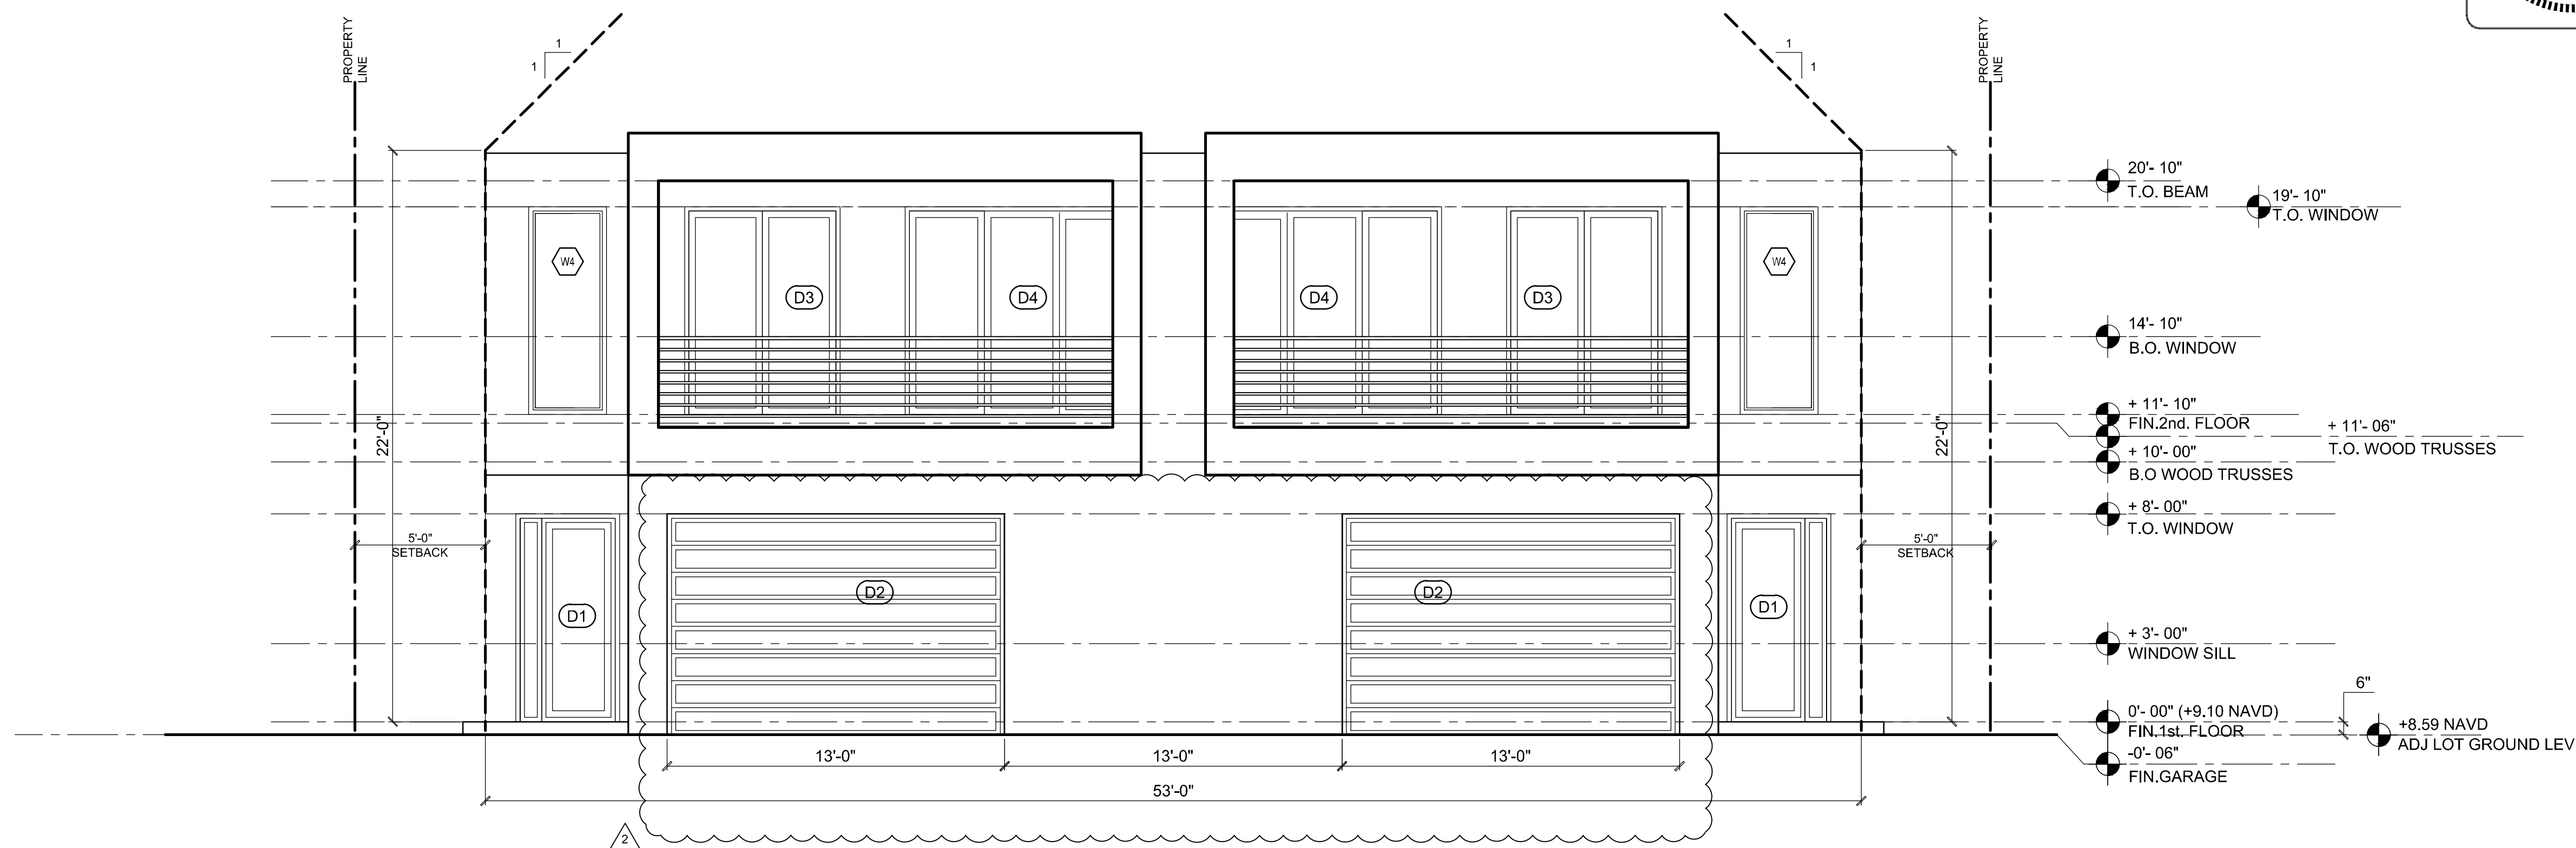 PROPERTY
LINE
1
1
1
1
PROPERTY
LINE
20'- 10"
T.O. BEAM
19'- 10"
T.O. WINDOW
W4
W4
D3
D4
D4
D3
14'- 10"
B.O. WINDOW
22'-0"
22'-0"
+ 11'- 10"
FIN.2nd. FLOOR
+ 11'- 06"
T.O. WOOD TRUSSES
+ 10'- 00"
B.O WOOD TRUSSES
+ 8'- 00"
T.O. WINDOW
5'-0"
SETBACK
5'-0"
SETBACK
D2
D2
D1
D1
+ 3'- 00"
WINDOW SILL
6"
0'- 00" (+9.10 NAVD)
FIN.1st. FLOOR
+8.59 NAVD
ADJ LOT GROUND LEV
-0'- 06"
FIN.GARAGE
13'-0"
13'-0"
13'-0"
53'-0"
2